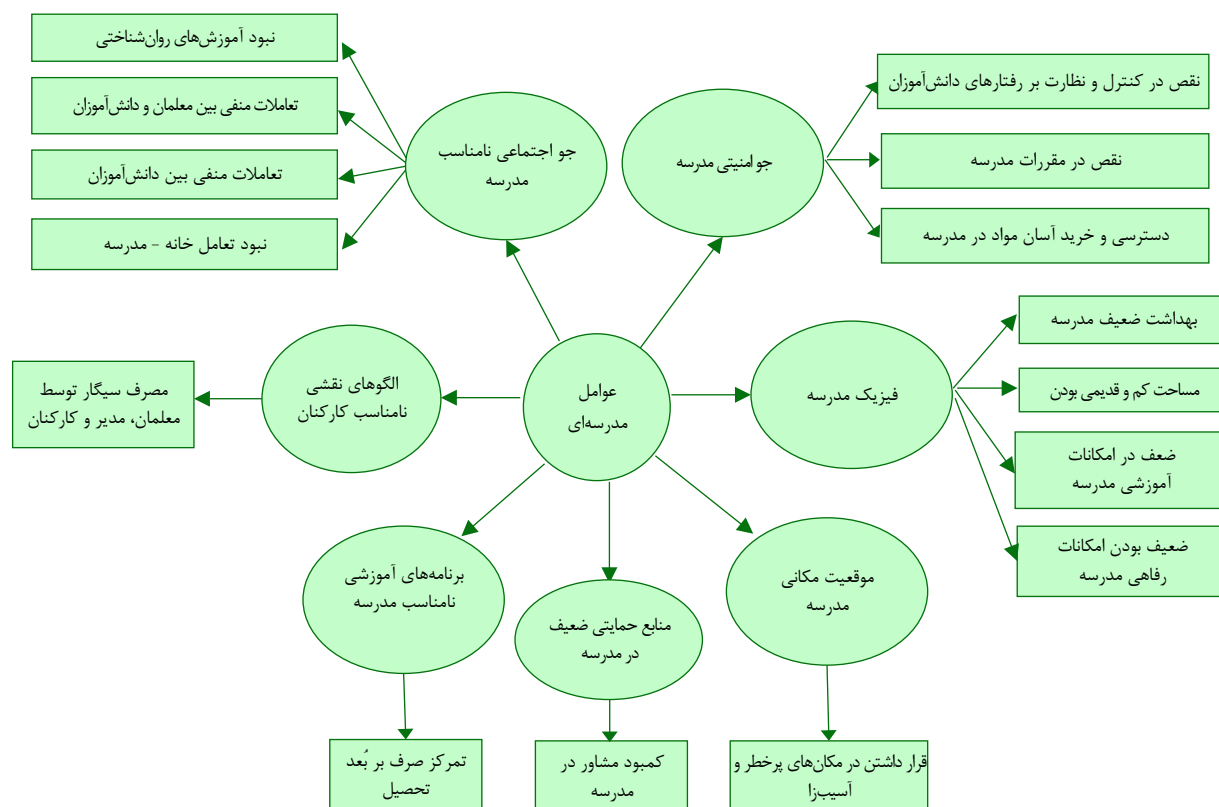 نبود آموزش‌های روان‌شناختی
تعاملات منفی بین معلمان و دانش‌آموزان
تعاملات منفی بین دانش‌آموزان
نبود تعامل خانه - مدرسه
جو اجتماعی نامناسب
مدرسه
جو امنیتی مدرسه
نقص در کنترل و نظارت بر رفتارهای دانش‌آموزان
نقص در مقررات مدرسه
دسترسی و خرید آسان مواد در مدرسه
عوامل
مدرسه‌ای
فیزیک مدرسه
بهداشت ضعیف مدرسه
مساحت کم و قدیمی بودن
ضعف در امکانات
آموزشی مدرسه
ضعیف بودن امکانات
رفاهی مدرسه
الگوهای نقشی
نامناسب کارکنان
مصرف سیگار توسط
معلمان، مدیر و کارکنان
موقعیت مکانی
مدرسه
قرار داشتن در مکان‌های پرخطر و
آسیب‌زا
منابع حمایتی ضعیف
در مدرسه
کمبود مشاور در
مدرسه
برنامه‌های آموزشی
نامناسب مدرسه
تمرکز صرف بر بُعد
تحصیل